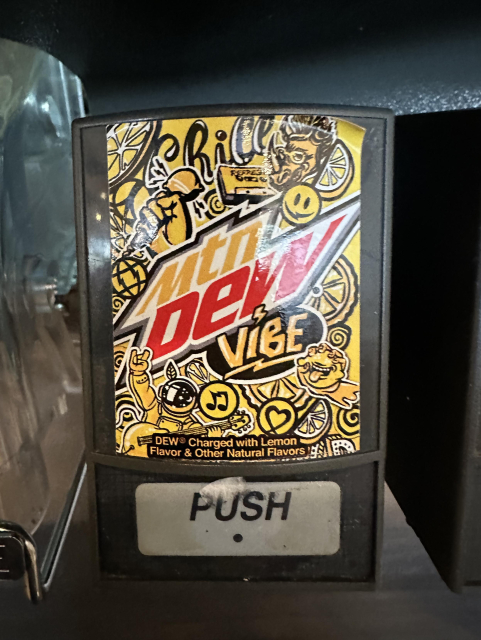 Chill
Mtn
DEW
VIBE
DEW® Charged with Lemon
Flavor & Other Natural Flavors
PUSH